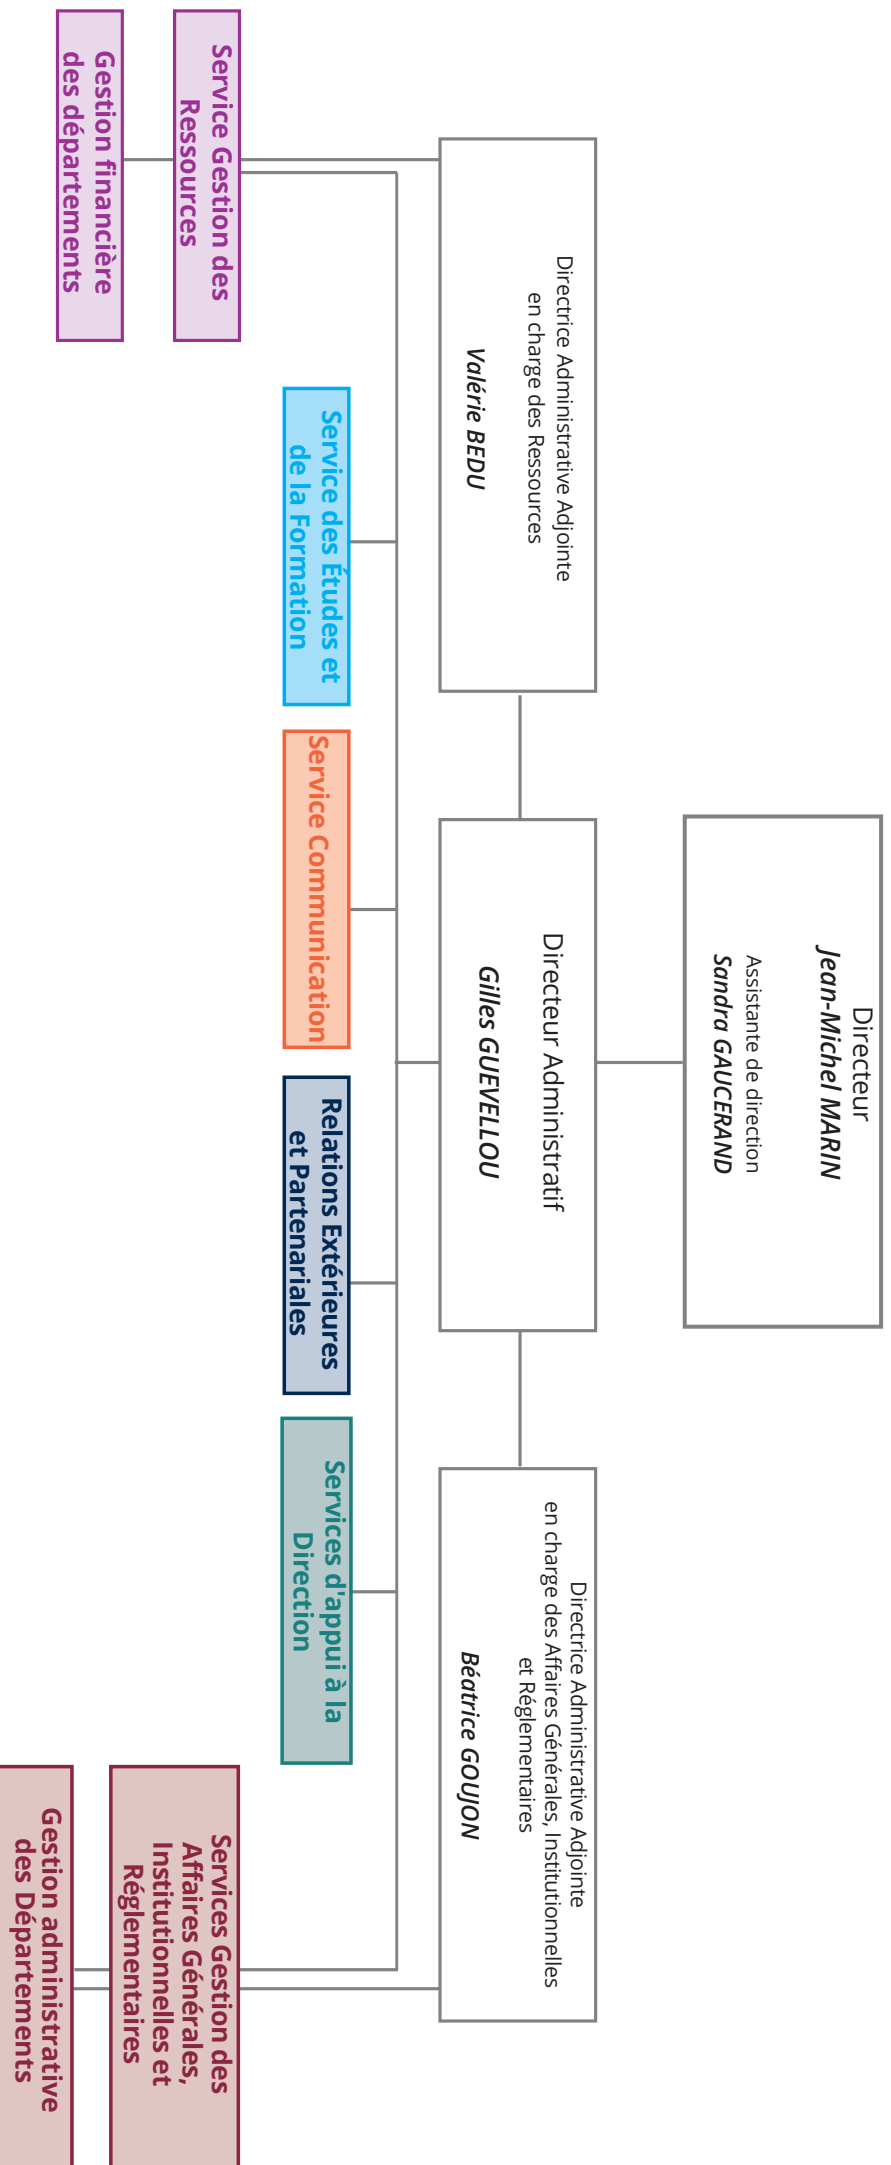 Directeur
Jean-Michel MARIN
Assistante de direction
Sandra GAUCERAND
Directrice Administrative Adjointe
en charge des Ressources
Valérie BEDU
Directeur Administratif
Gilles GUEVELLOU
Directrice Administrative Adjointe
en charge des Affaires Générales, Institutionnelles
et Réglementaires
Béatrice GOUJON
Service des Études et
de la Formation
Service Communication
Relations Extérieures
et Partenariales
Services d'appui à la
Direction
Service Gestion des
Ressources
Gestion financière
des départements
Services Gestion des
Affaires Générales,
Institutionnelles et
Réglementaires
Gestion administrative
des Départements